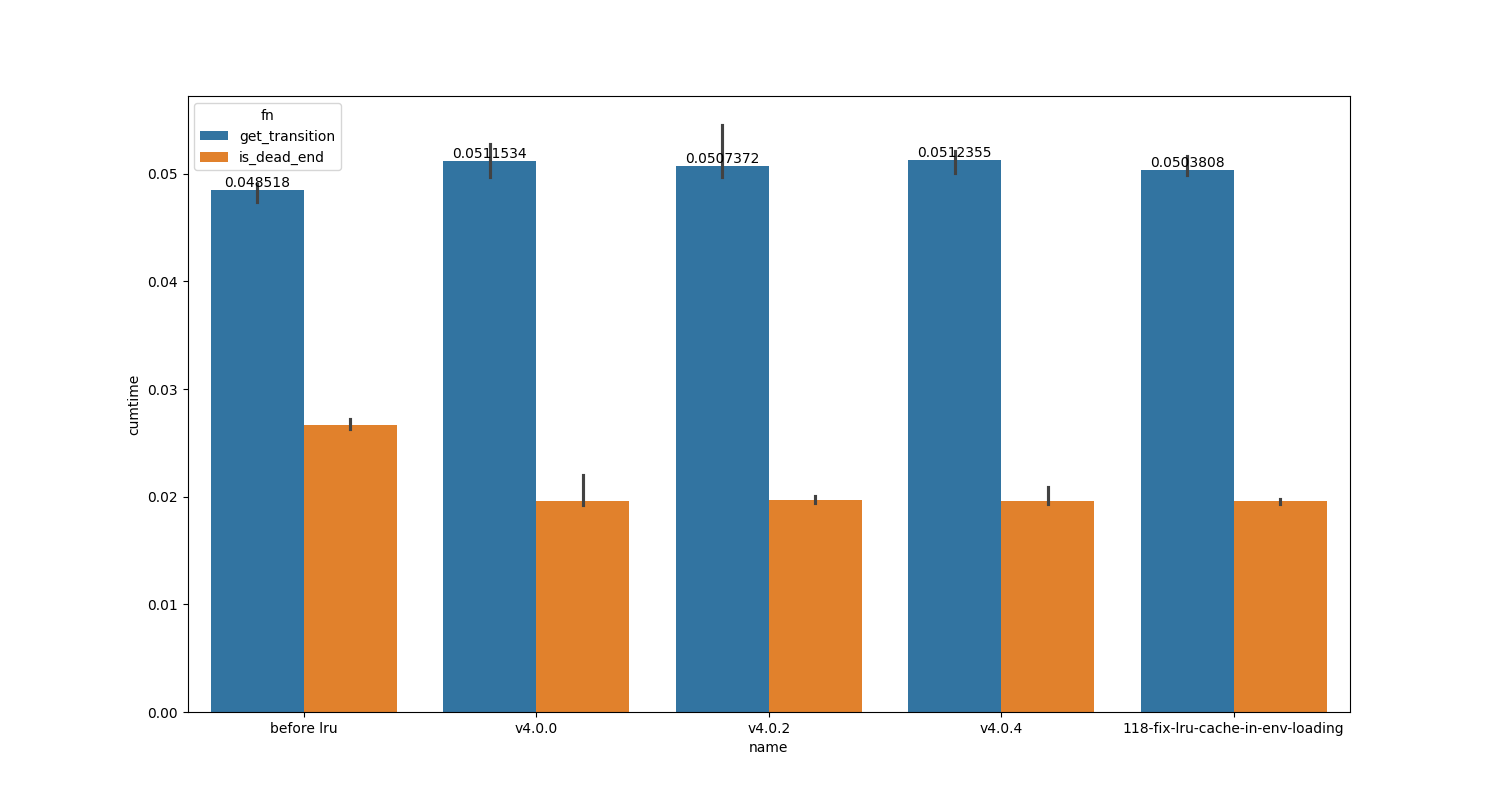 fn
get_transition
is_dead_end
0.048518
0.0511534
0.0507372
0.0512355
0.0503808
0.05
0.04
0.03
0.02
0.01
0.00
cumtime
before lru
v4.0.0
v4.0.2
v4.0.4
118-fix-lru-cache-in-env-loading
name